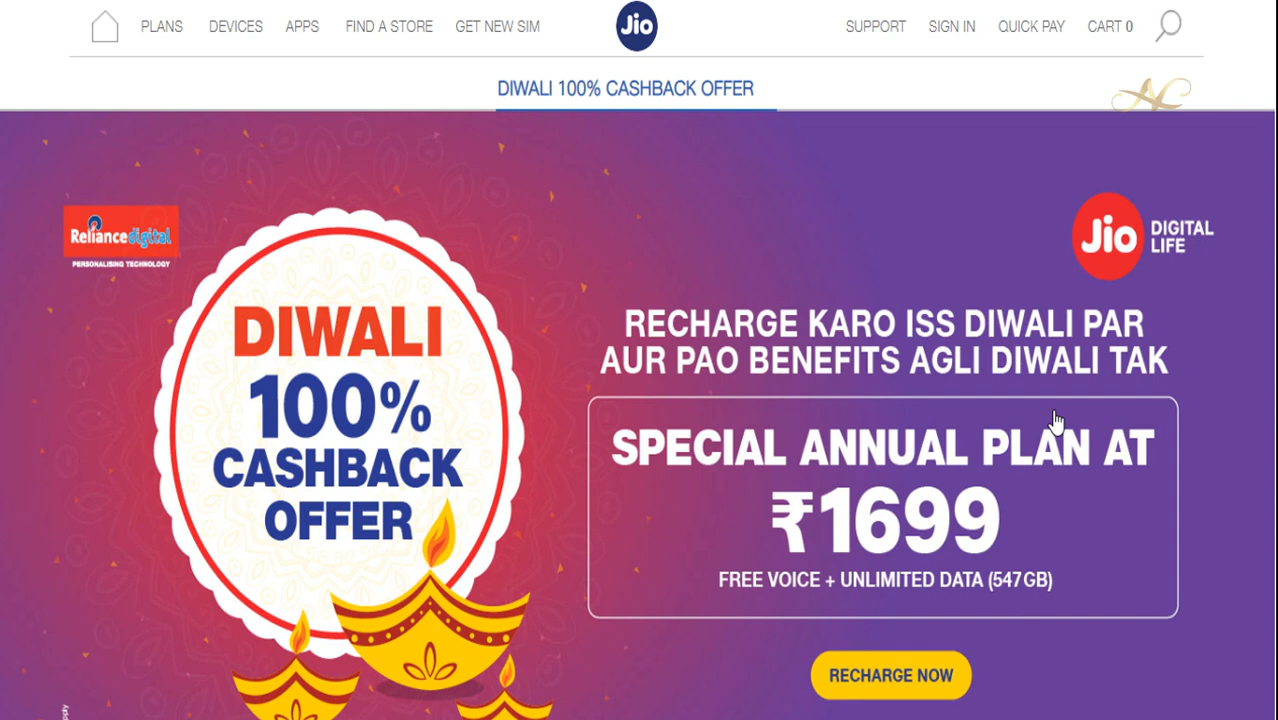 PLANS DEVICES APPS FIND A STORE GET NEW SIM Jio SUPPORT SIGN IN QUICK PAY CART 0
DIWALI 100% CASHBACK OFFER
Reliance digital
PERSONALISING TECHNOLOGY
DIWALI
100%
CASHBACK
OFFER
Jio DIGITAL
LIFE
RECHARGE KARO ISS DIWALI PAR
AUR PAO BENEFITS AGLI DIWALI TAK
SPECIAL ANNUAL PLAN AT
₹1699
FREE VOICE + UNLIMITED DATA (547GB)
RECHARGE NOW